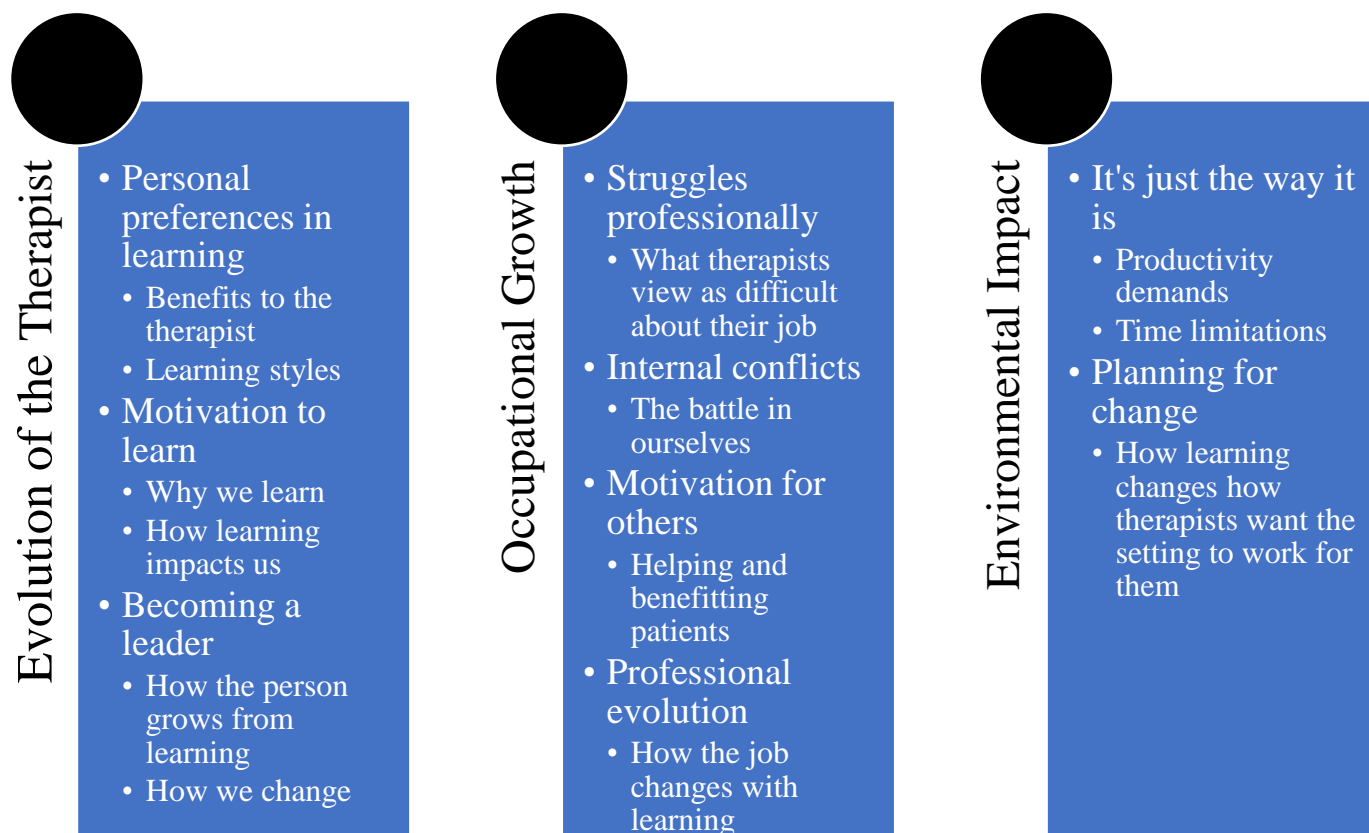 Evolution of the Therapist
• Personal
preferences in
learning
• Benefits to the
therapist
• Learning styles
• Motivation to
learn
• Why we learn
• How learning
impacts us
• Becoming a
leader
• How the person
grows from
learning
• How we change
Occupational Growth
• Struggles
professionally
• What therapists
view as difficult
about their job
• Internal conflicts
• The battle in
ourselves
• Motivation for
others
• Helping and
benefitting
patients
• Professional
evolution
• How the job
changes with
learning
Environmental Impact
• It's just the way it
is
• Productivity
demands
• Time limitations
• Planning for
change
• How learning
changes how
therapists want the
setting to work for
them